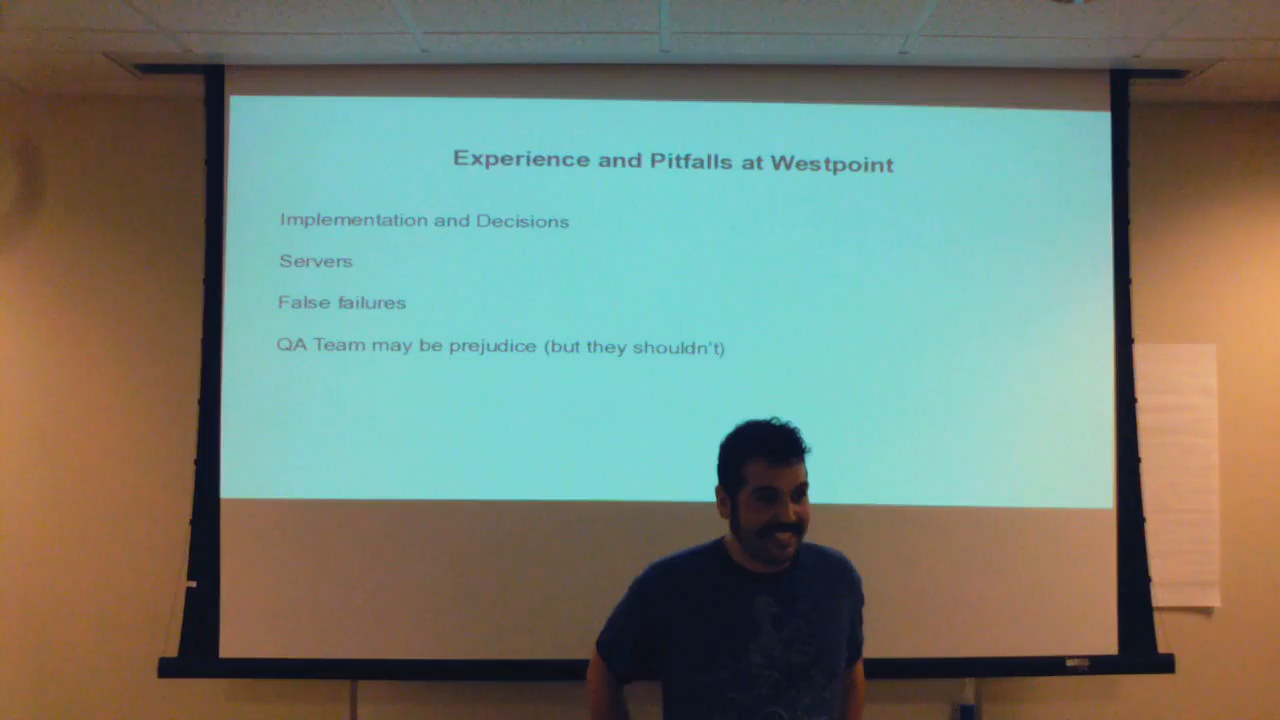 Experience and Pitfalls at Westpoint
Implementation and Decisions
Servers
False failures
QA Team may be prejudice (but they shouldn't)